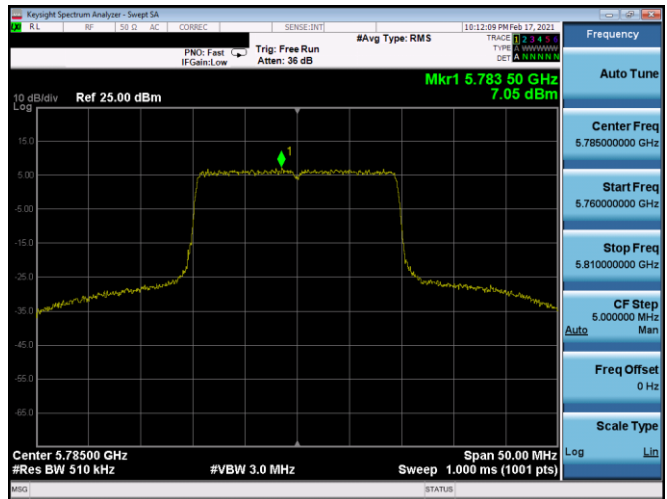 Keysight Spectrum Analyzer - Swept SA
RL RF 50 Ω AC CORREC SENSE:INT 10:12:09 PM Feb 17, 2021
#Avg Type: RMS TRACE 1 2 3 4 5 6
PNO: Fast Trig: Free Run TYPE A WWWWW
IFGain:Low Atten: 36 dB DET A N N N N N
Mkr1 5.783 50 GHz
7.05 dBm
10 dB/div Ref 25.00 dBm
Log
1
15.0
5.00
-5.00
-15.0
-25.0
-35.0
-45.0
-55.0
-65.0
Center 5.78500 GHz Span 50.00 MHz
#Res BW 510 kHz #VBW 3.0 MHz Sweep 1.000 ms (1001 pts)
MSG STATUS
Frequency
Auto Tune
Center Freq
5.785000000 GHz
Start Freq
5.760000000 GHz
Stop Freq
5.810000000 GHz
CF Step
5.000000 MHz
Auto Man
Freq Offset
0 Hz
Scale Type
Log Lin